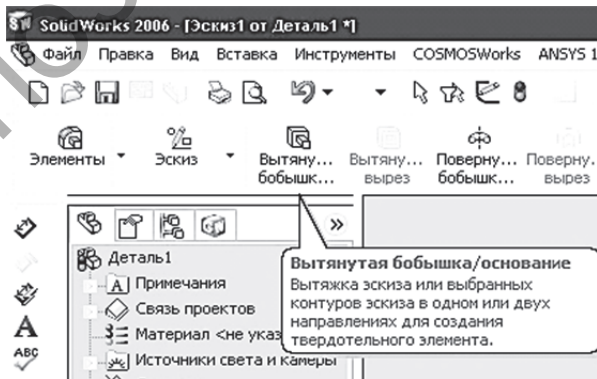 SolidWorks 2006 - [Эскиз1 от Деталь1 *]
Файл Правка Вид Вставка Инструменты COSMOSWorks ANSYS 1
Элементы Эскиз Вытяну... бобышк... Вытяну... вырез Поверну... бобышк... Поверну. вырез
Деталь1
Примечания
Связь проектов
Материал <не указ
Источники света и камеры
Вытянутая бобышка/основание
Вытяжка эскиза или выбранных
контуров эскиза в одном или двух
направлениях для создания
твердотельного элемента.
A
ABC